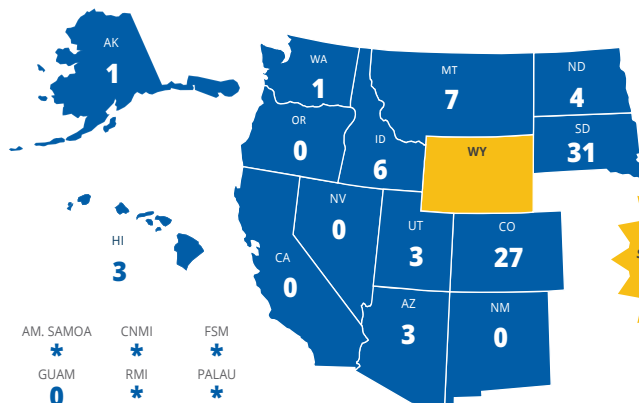 AK
1
WA
1
MT
7
ND
4
OR
0
ID
6
WY
SD
31
NV
0
UT
3
CO
27
HI
3
CA
0
AZ
3
NM
0
AM. SAMOA CNMI FSM
* * *
GUAM RMI PALAU
0 * *